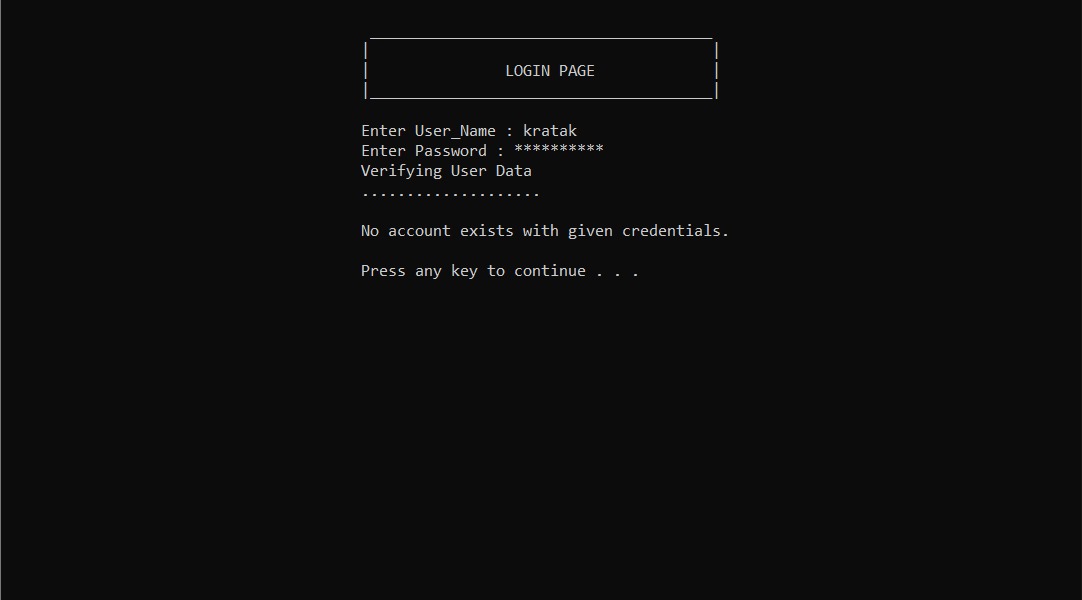 LOGIN PAGE
Enter User_Name : kratak
Enter Password : **********
Verifying User Data
....................
No account exists with given credentials.
Press any key to continue . . .